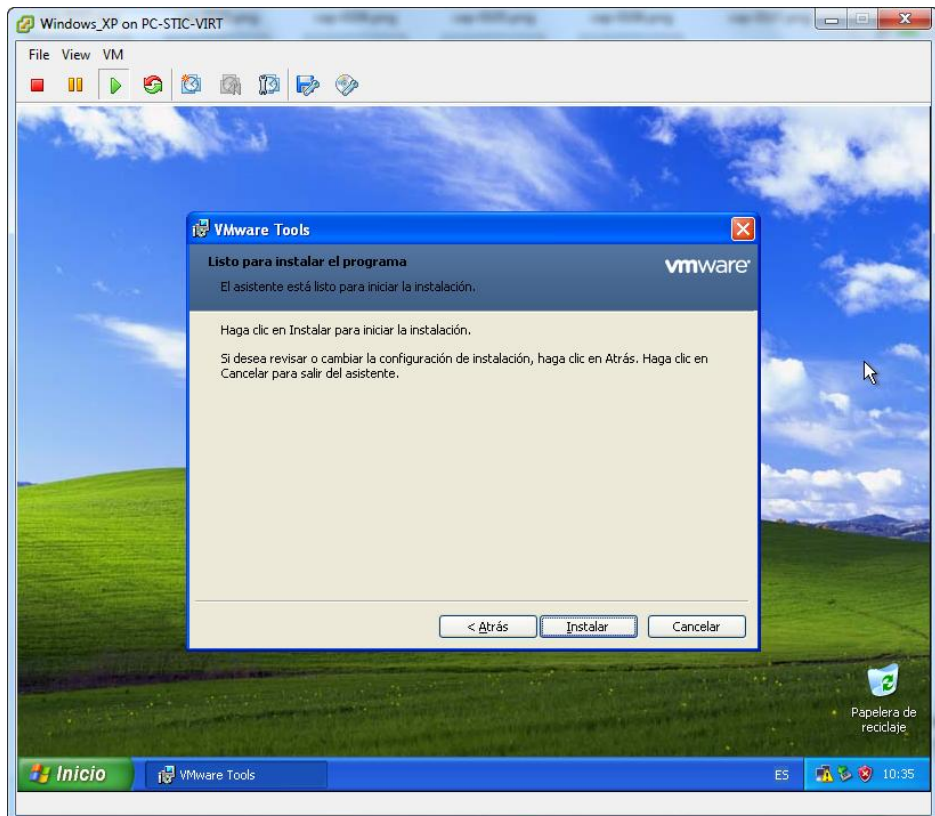 Windows_XP on PC-STIC-VIRT
File View VM
VMware Tools
Listo para instalar el programa
vmware
El asistente está listo para iniciar la instalación.
Haga clic en Instalar para iniciar la instalación.
Si desea revisar o cambiar la configuración de instalación, haga clic en Atrás. Haga clic en
Cancelar para salir del asistente.
< Atrás
Instalar
Cancelar
Papelera de
reciclaje
Inicio
VMware Tools
ES
10:35